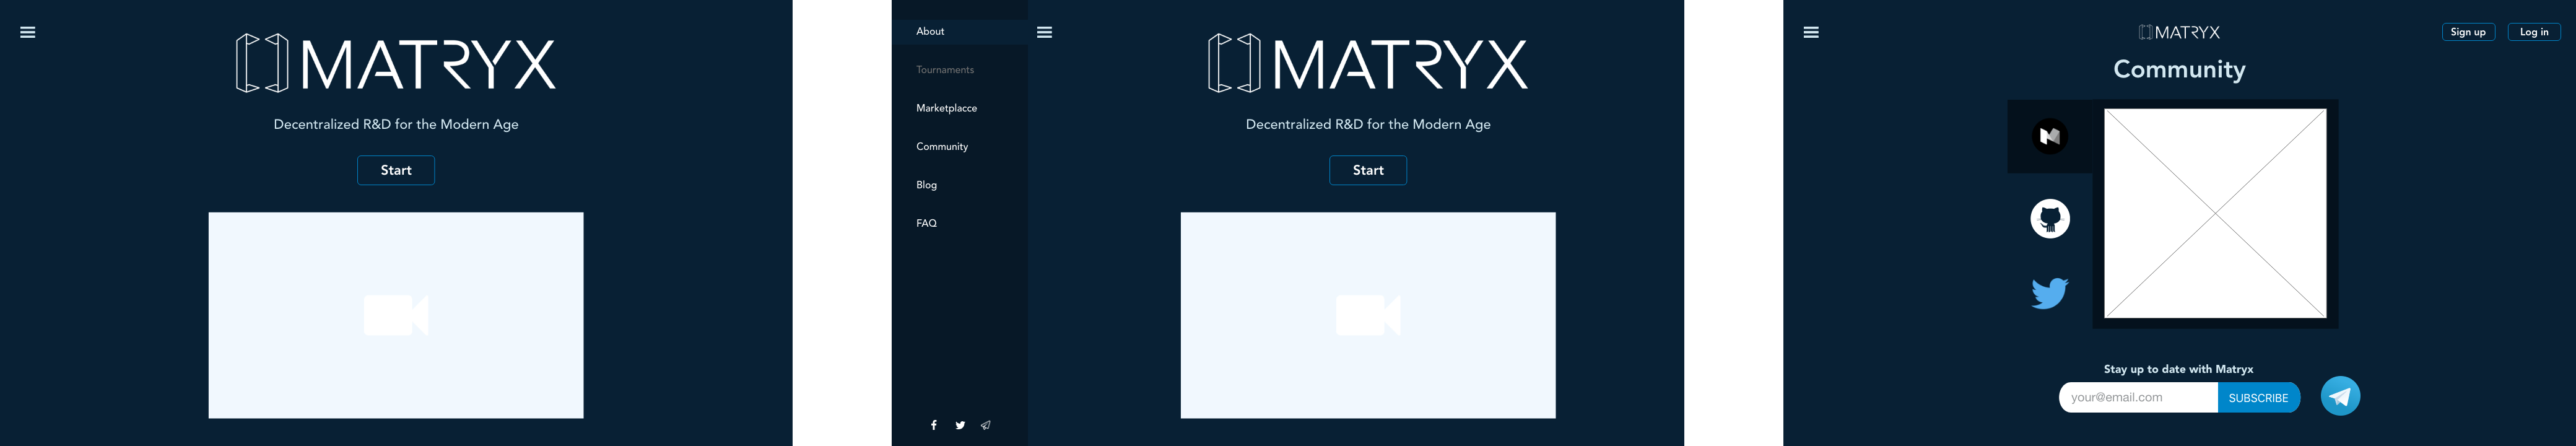 MATRYX
Decentralized R&D for the Modern Age
Start
About
Tournaments
Marketplacce
Community
Blog
FAQ
MATRYX
Decentralized R&D for the Modern Age
Start
MATRYX
Sign up
Log in
Community
Stay up to date with Matryx
your@email.com
SUBSCRIBE